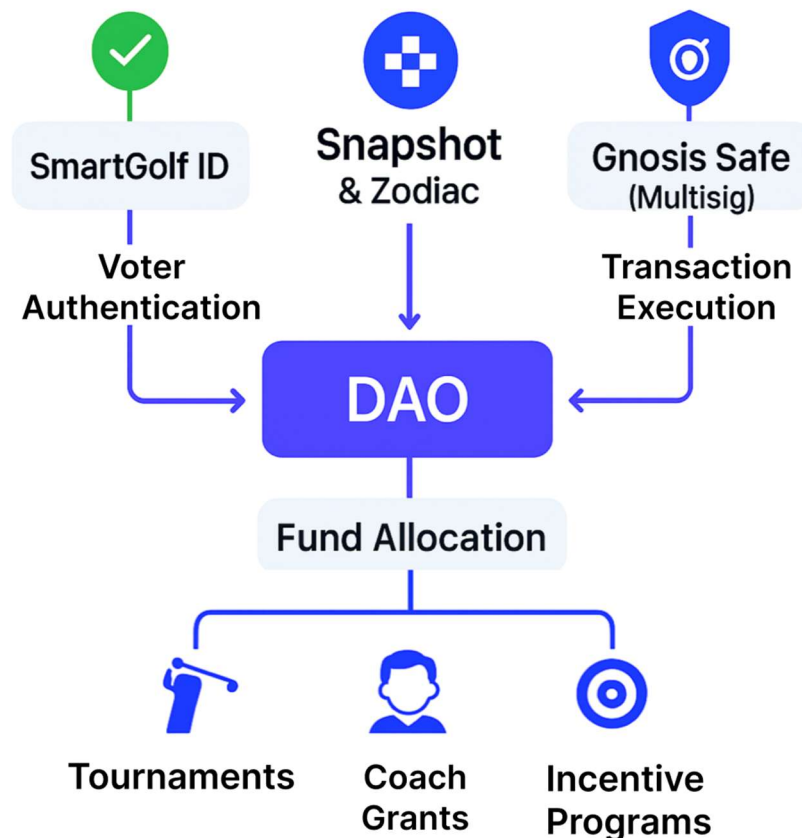 SmartGolf ID
Snapshot
& Zodiac
Gnosis Safe
(Multisig)
Voter
Authentication
Transaction
Execution
DAO
Fund Allocation
Tournaments
Coach
Grants
Incentive
Programs